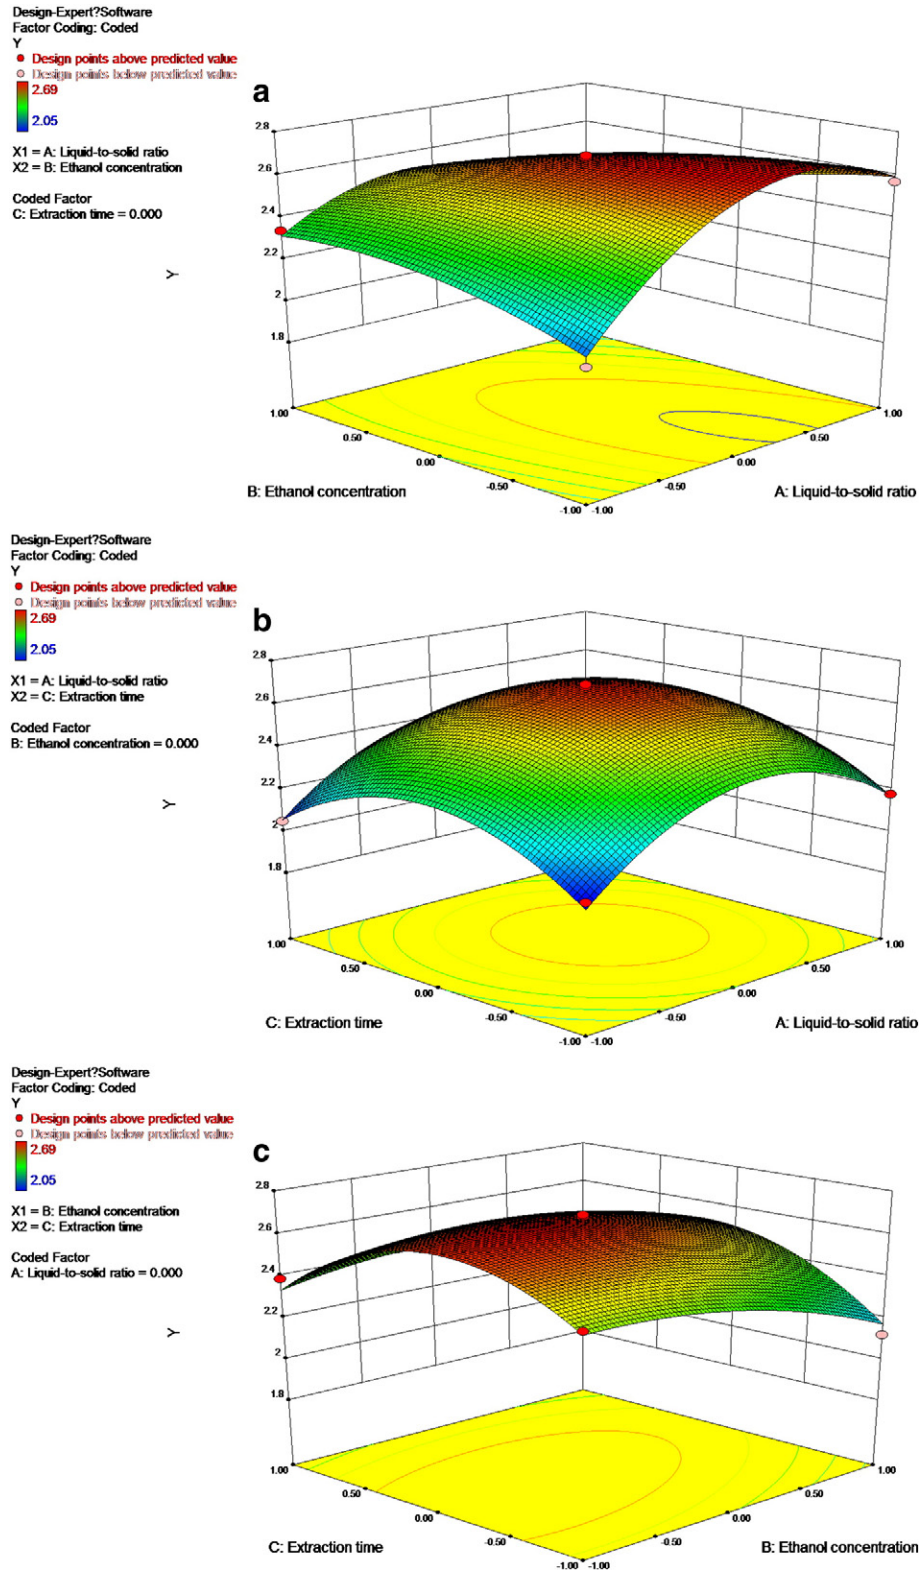 Design-Expert?Software
Factor Coding: Coded
Y
Design points above predicted value
Design points below predicted value
2.69
2.05
X1 = A: Liquid-to-solid ratio
X2 = B: Ethanol concentration
Coded Factor
C: Extraction time = 0.000
a
2.8
2.6
2.4
2.2
2
1.8
Y
1.00
0.50
0.00
-0.50
-1.00
-1.00
-0.50
0.00
0.50
1.00
B: Ethanol concentration
A: Liquid-to-solid ratio
Design-Expert?Software
Factor Coding: Coded
Y
Design points above predicted value
Design points below predicted value
2.69
2.05
X1 = A: Liquid-to-solid ratio
X2 = C: Extraction time
Coded Factor
B: Ethanol concentration = 0.000
b
2.8
2.6
2.4
2.2
2
1.8
Y
1.00
0.50
0.00
-0.50
-1.00
-1.00
-0.50
0.00
0.50
1.00
C: Extraction time
A: Liquid-to-solid ratio
Design-Expert?Software
Factor Coding: Coded
Y
Design points above predicted value
Design points below predicted value
2.69
2.05
X1 = B: Ethanol concentration
X2 = C: Extraction time
Coded Factor
A: Liquid-to-solid ratio = 0.000
c
2.8
2.6
2.4
2.2
2
1.8
Y
1.00
0.50
0.00
-0.50
-1.00
-1.00
-0.50
0.00
0.50
1.00
C: Extraction time
B: Ethanol concentration